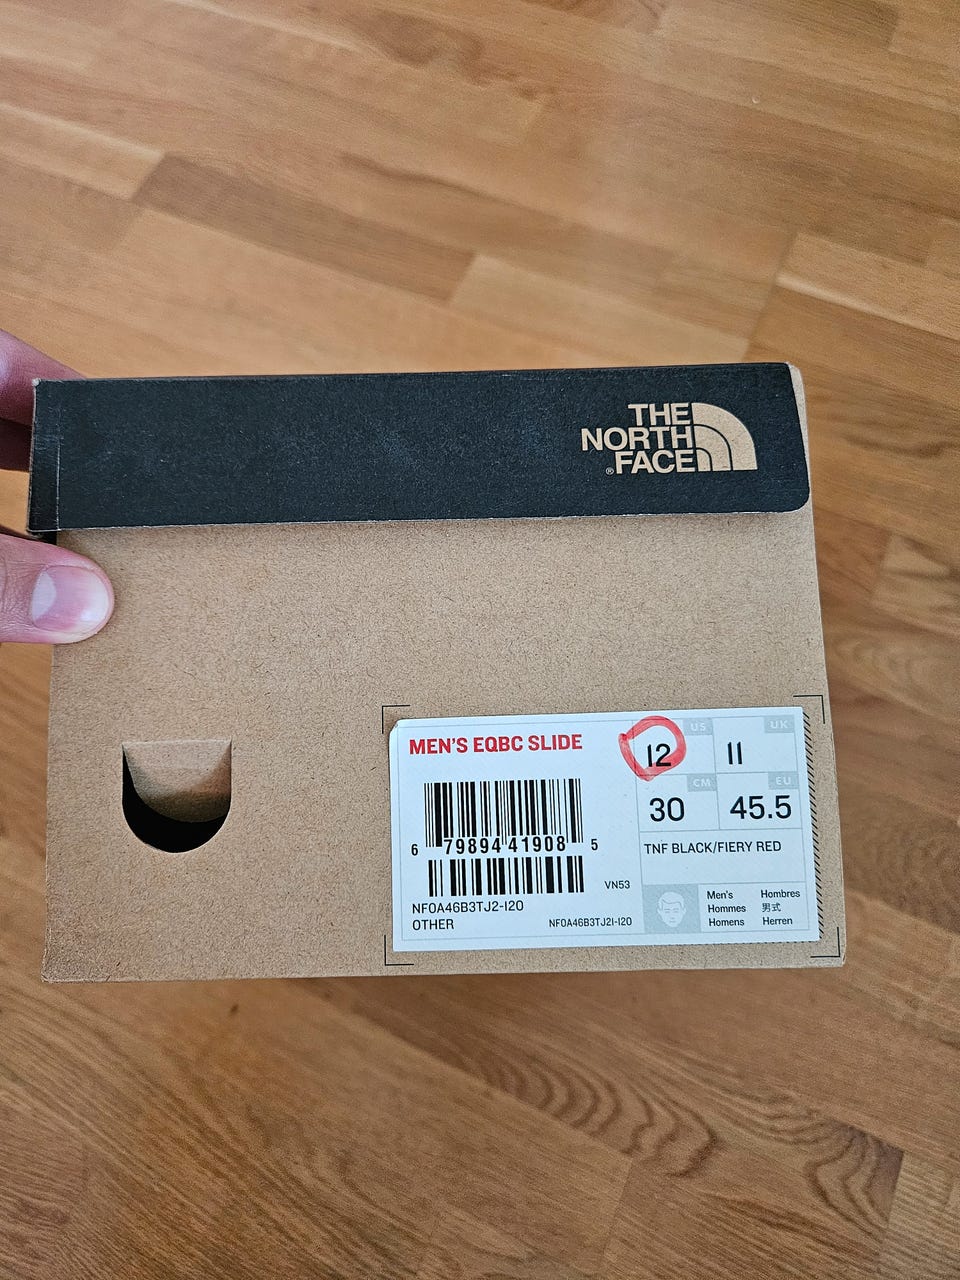 THE
NORTH
FACE
®
MEN'S EQBC SLIDE
US
12
UK
11
CM
30
EU
45.5
6 79894 41908 5
TNF BLACK/FIERY RED
VN53
NF0A46B3TJ2-I20
OTHER
NF0A46B3TJ2I-I20
Men's Hombres
Hommes 男式
Homens Herren